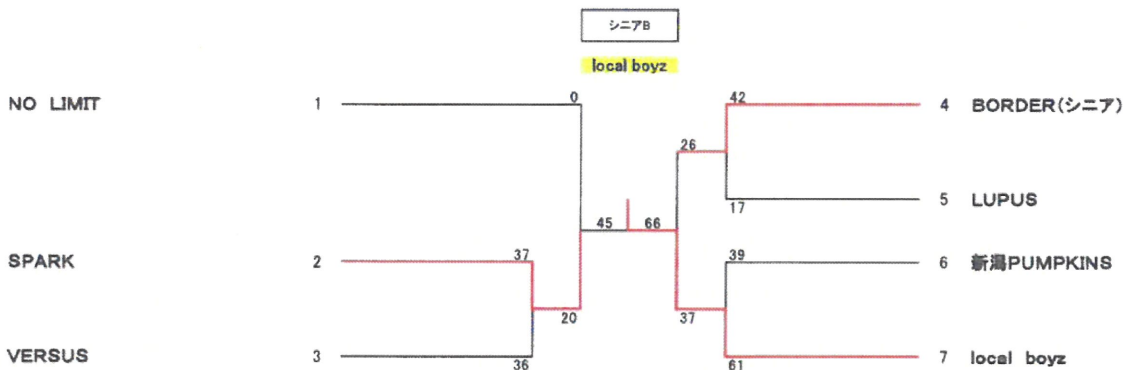 シニアB
local boyz
NO LIMIT 1 0 42 4 BORDER(シニア)
26
17 5 LUPUS
45 66
SPARK 2 37 39 6 新潟PUMPKINS
20 37
VERSUS 3 36 61 7 local boyz